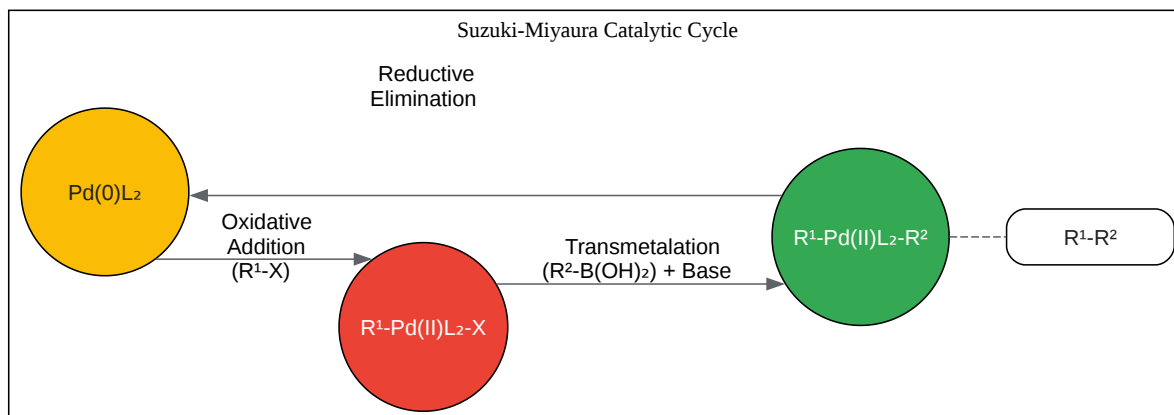 Suzuki-Miyaura Catalytic Cycle
Reductive
Elimination
Pd(0)L₂
Oxidative
Addition
(R¹-X)
R¹-Pd(II)L₂-X
Transmetalation
(R²-B(OH)₂) + Base
R¹-Pd(II)L₂-R²
R¹-R²